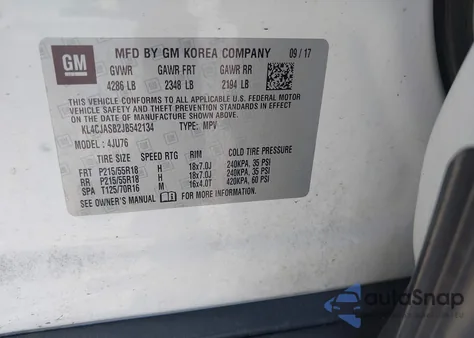 GM
MFD BY GM KOREA COMPANY 09/17
GVWR GAWR FRT GAWR RR
4286 LB 2348 LB 2194 LB
THIS VEHICLE CONFORMS TO ALL APPLICABLE U.S. FEDERAL MOTOR
VEHICLE SAFETY AND THEFT PREVENTION STANDARDS IN EFFECT ON
THE DATE OF MANUFACTURE SHOWN ABOVE.
KL4CJASB2JB542134 TYPE: MPV
MODEL: 4JU76
TIRE SIZE SPEED RTG RIM COLD TIRE PRESSURE
FRT P215/55R18 H 18x7.0J 240KPA, 35 PSI
RR P215/55R18 H 18x7.0J 240KPA, 35 PSI
SPA T125/70R16 M 16x4.0T 420KPA, 60 PSI
SEE OWNER'S MANUAL FOR MORE INFORMATION.
autoSnap